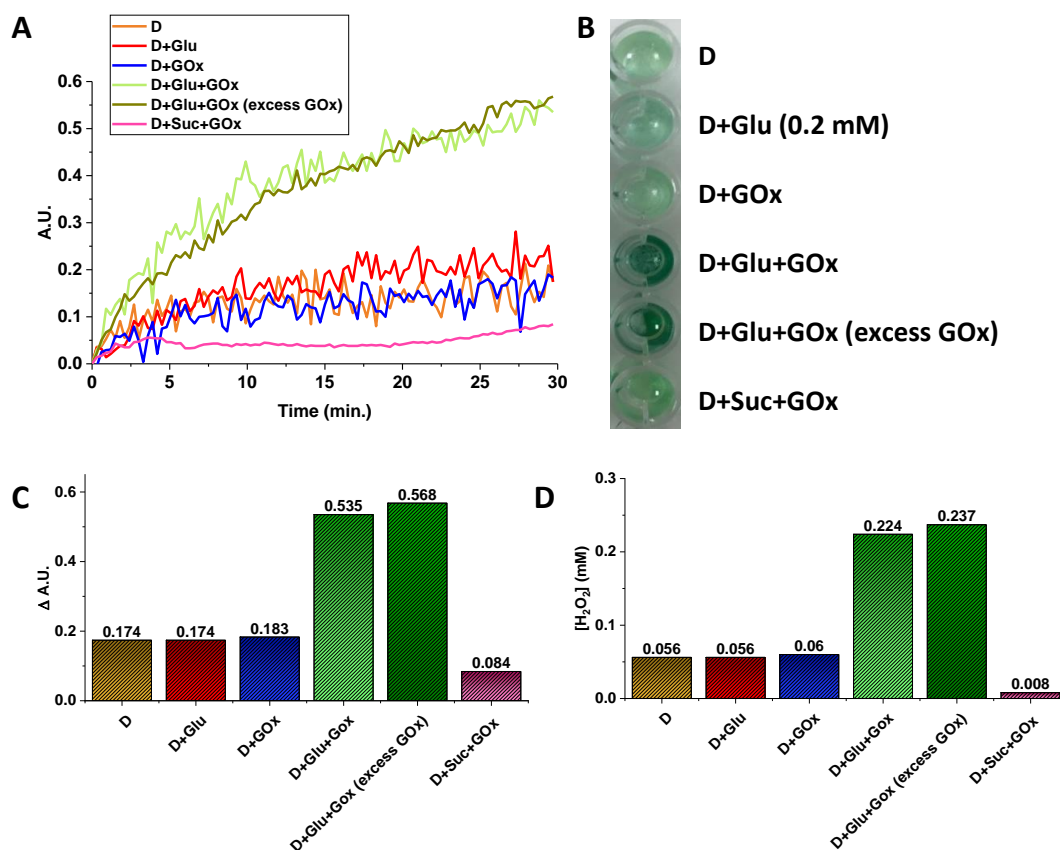 A
D
D+Glu
D+GOx
D+Glu+GOx
D+Glu+GOx (excess GOx)
D+Suc+GOx
0.6
0.5
0.4
0.3
0.2
0.1
0.0
A.U.
0 5 10 15 20 25 30
Time (min.)
B
D
D+Glu (0.2 mM)
D+GOx
D+Glu+GOx
D+Glu+GOx (excess GOx)
D+Suc+GOx
C
0.6
0.4
0.2
0.0
Δ A.U.
0.174
0.174
0.183
0.535
0.568
0.084
D
D+Glu
D+GOx
D+Glu+Gox
D+Glu+Gox (excess GOx)
D+Suc+GOx
D
0.3
0.2
0.1
0.0
[H₂O₂] (mM)
0.056
0.056
0.06
0.224
0.237
0.008
D
D+Glu
D+GOx
D+Glu+Gox
D+Glu+Gox (excess GOx)
D+Suc+GOx